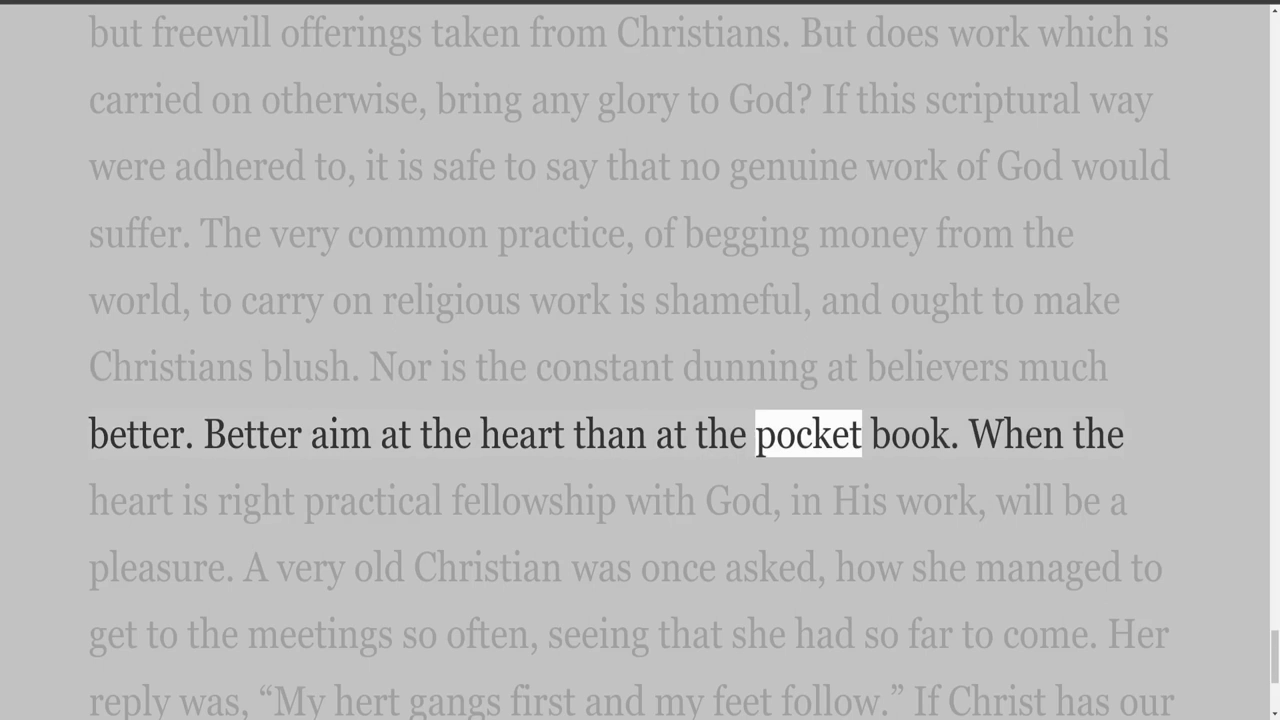 but freewill offerings taken from Christians. But does work which is
carried on otherwise, bring any glory to God? If this scriptural way
were adhered to, it is safe to say that no genuine work of God would
suffer. The very common practice, of begging money from the
world, to carry on religious work is shameful, and ought to make
Christians blush. Nor is the constant dunning at believers much
better. Better aim at the heart than at the pocket book. When the
heart is right practical fellowship with God, in His work, will be a
pleasure. A very old Christian was once asked, how she managed to
get to the meetings so often, seeing that she had so far to come. Her
reply was, “My hert gangs first and my feet follow.” If Christ has our